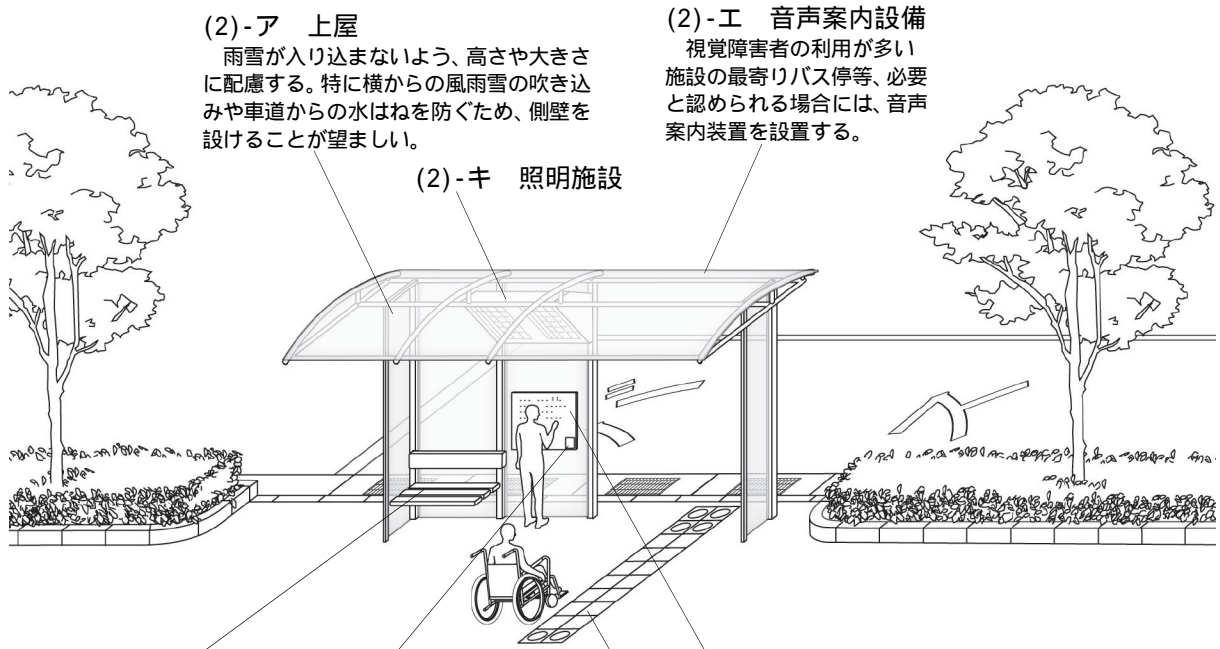 (2)-ア 上屋
雨雪が入り込まないよう、高さや大きさ
に配慮する。特に横からの風雨雪の吹き込
みや車道からの水はねを防ぐため、側壁を
設けることが望ましい。
(2)-キ 照明施設
(2)-エ 音声案内設備
視覚障害者の利用が多い
施設の最寄りバス停等、必要
と認められる場合には、音声
案内装置を設置する。